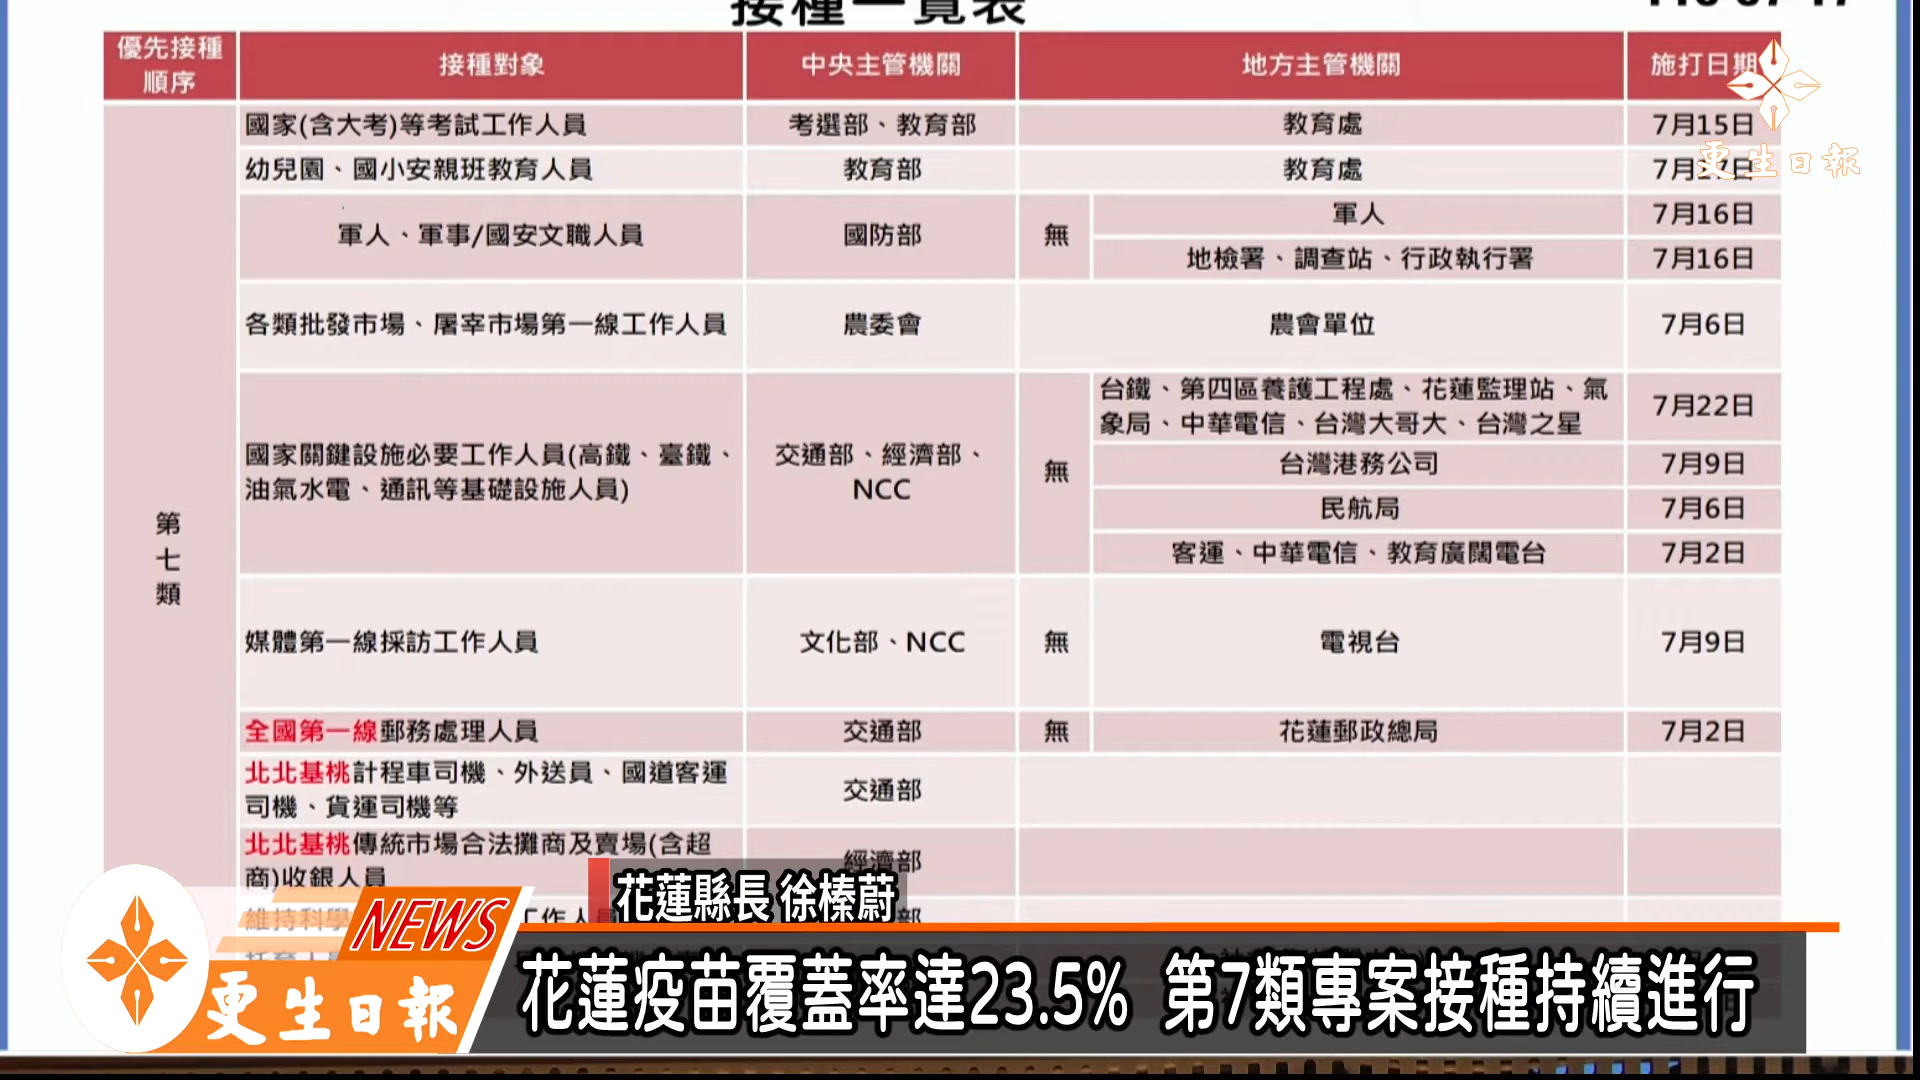 接種一覽表
優先接種順序 接種對象 中央主管機關 地方主管機關 施打日期
第七類
國家(含大考)等考試工作人員 考選部、教育部 教育處 7月15日
幼兒園、國小安親班教育人員 教育部 教育處 7月17日
軍人、軍事/國安文職人員 國防部 無 軍人 7月16日
地檢署、調查站、行政執行署 7月16日
各類批發市場、屠宰市場第一線工作人員 農委會 農會單位 7月6日
國家關鍵設施必要工作人員(高鐵、臺鐵、
油氣水電、通訊等基礎設施人員)
交通部、經濟部、
NCC
無
台鐵、第四區養護工程處、花蓮監理站、氣
象局、中華電信、台灣大哥大、台灣之星
7月22日
台灣港務公司 7月9日
民航局 7月6日
客運、中華電信、教育廣闊電台 7月2日
媒體第一線採訪工作人員 文化部、NCC 無 電視台 7月9日
全國第一線郵務處理人員 交通部 無 花蓮郵政總局 7月2日
北北基桃計程車司機、外送員、國道客運
司機、貨運司機等
交通部
北北基桃傳統市場合法攤商及賣場(含超
商)收銀人員
經濟部
維持科學
更生日報
花蓮縣長 徐榛蔚
NEWS
更生日報
花蓮疫苗覆蓋率達23.5% 第7類專案接種持續進行